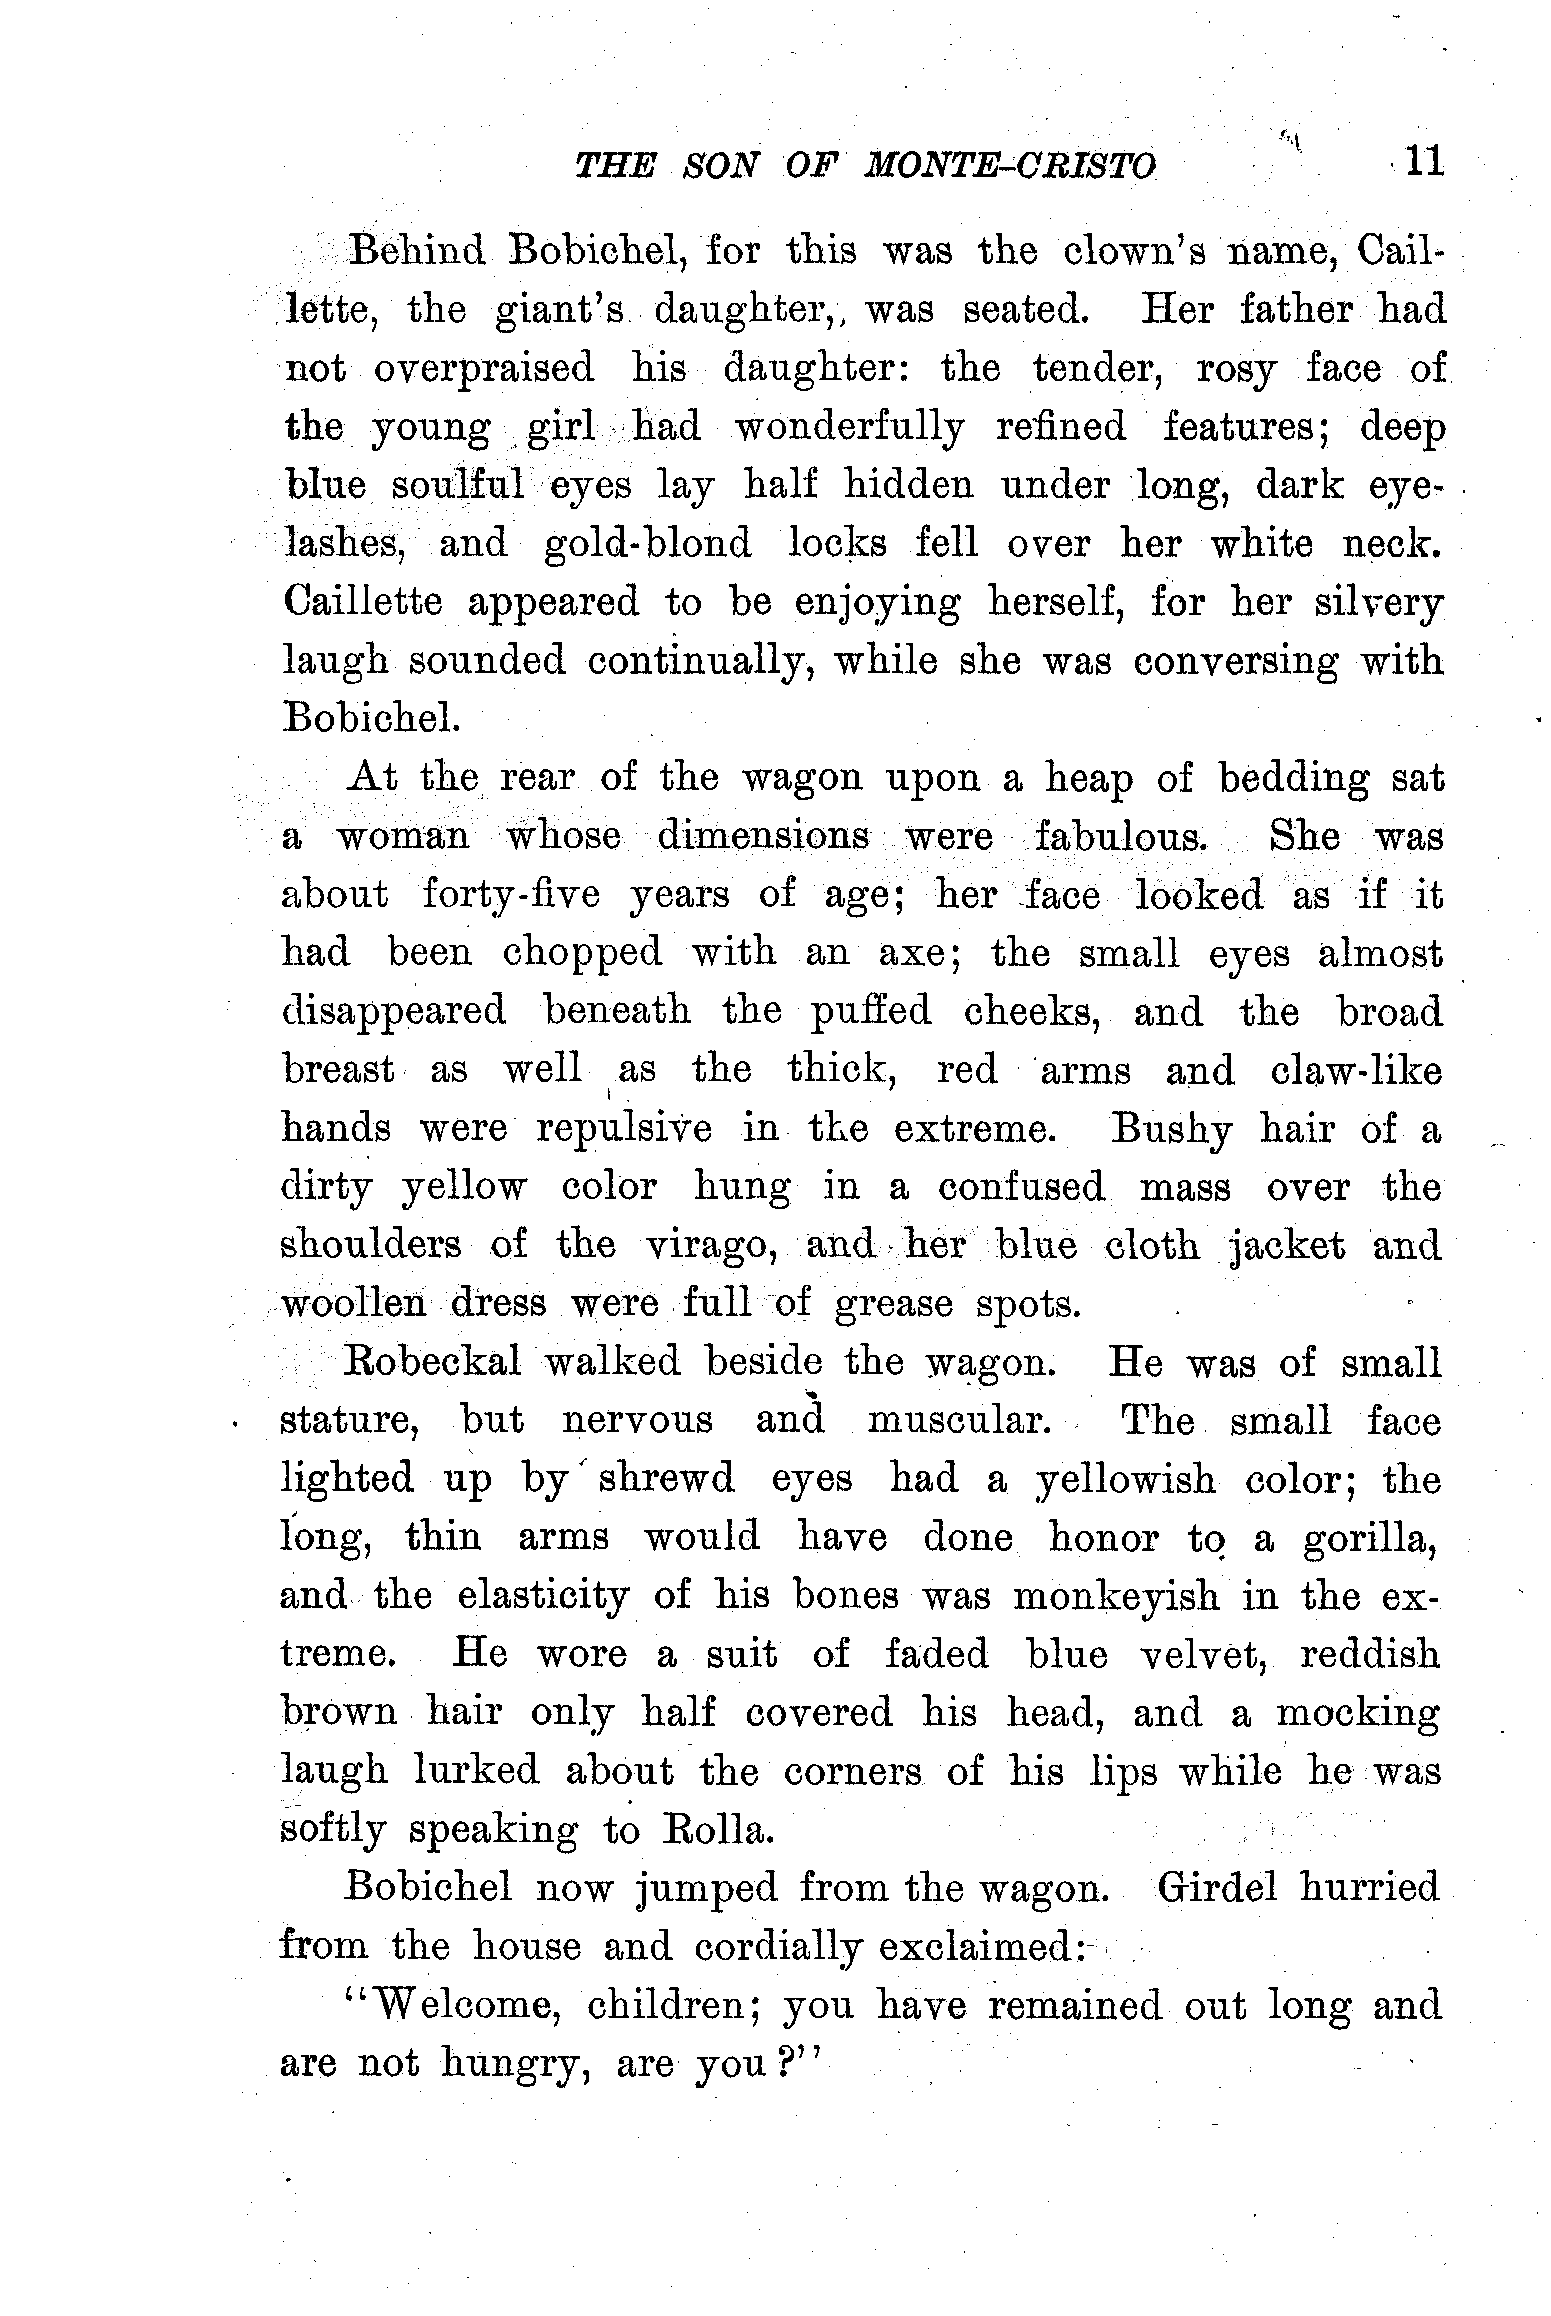 THE SON OF MONTE-CRISTO 11
Behind Bobichel, for this was the clown's name, Cail-
lette, the giant's daughter, was seated. Her father had
not overpraised his daughter: the tender, rosy face of
the young girl had wonderfully refined features; deep
blue soulful eyes lay half hidden under long, dark eye-
lashes, and gold-blond locks fell over her white neck.
Caillette appeared to be enjoying herself, for her silvery
laugh sounded continually, while she was conversing with
Bobichel.
At the rear of the wagon upon a heap of bedding sat
a woman whose dimensions were fabulous. She was
about forty-five years of age; her face looked as if it
had been chopped with an axe; the small eyes almost
disappeared beneath the puffed cheeks, and the broad
breast as well as the thick, red arms and claw-like
hands were repulsive in the extreme. Bushy hair of a
dirty yellow color hung in a confused mass over the
shoulders of the virago, and her blue cloth jacket and
woollen dress were full of grease spots.
Robeckal walked beside the wagon. He was of small
stature, but nervous and muscular. The small face
lighted up by shrewd eyes had a yellowish color; the
long, thin arms would have done honor to a gorilla,
and the elasticity of his bones was monkeyish in the ex-
treme. He wore a suit of faded blue velvet, reddish
brown hair only half covered his head, and a mocking
laugh lurked about the corners of his lips while he was
softly speaking to Rolla.
Bobichel now jumped from the wagon. Girdel hurried
from the house and cordially exclaimed:
"Welcome, children; you have remained out long and
are not hungry, are you?"